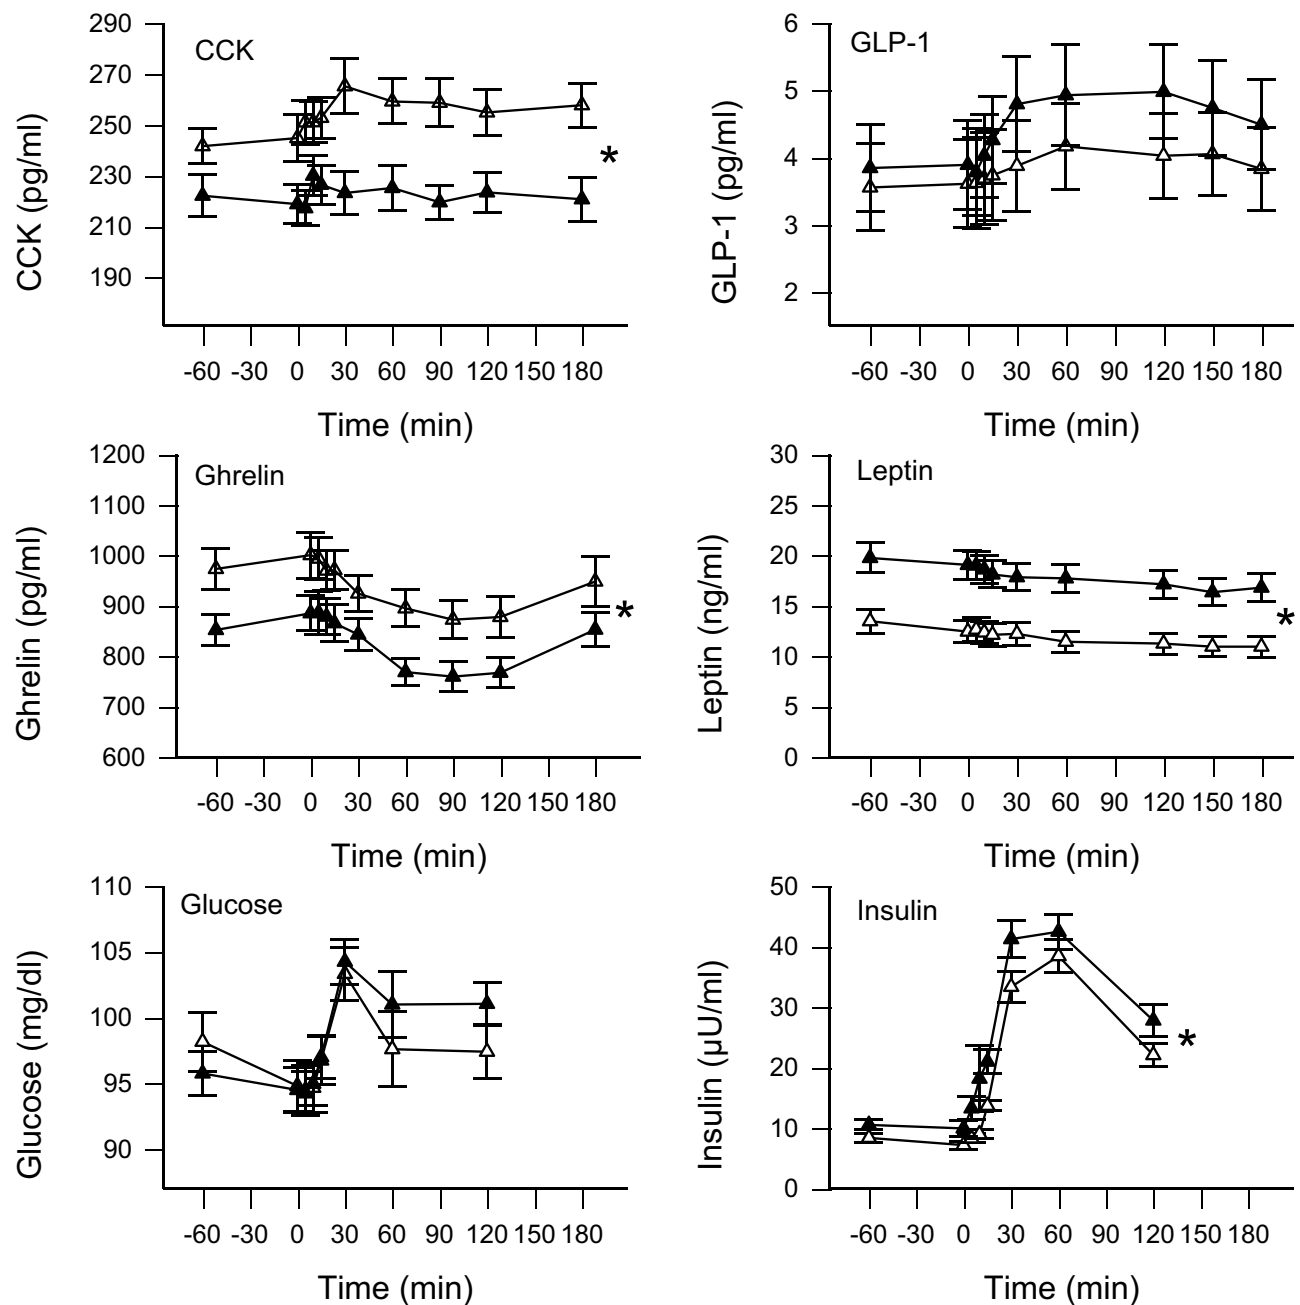 CCK
CCK (pg/ml)
290
270
250
230
210
190
*
-60 -30 0 30 60 90 120 150 180
Time (min)
GLP-1
GLP-1 (pg/ml)
6
5
4
3
2
-60 -30 0 30 60 90 120 150 180
Time (min)
Ghrelin
Ghrelin (pg/ml)
1200
1100
1000
900
800
700
600
*
-60 -30 0 30 60 90 120 150 180
Time (min)
Leptin
Leptin (ng/ml)
30
25
20
15
10
5
0
*
-60 -30 0 30 60 90 120 150 180
Time (min)
Glucose
Glucose (mg/dl)
110
105
100
95
90
-60 -30 0 30 60 90 120 150 180
Time (min)
Insulin
Insulin (µU/ml)
50
40
30
20
10
0
*
-60 -30 0 30 60 90 120 150 180
Time (min)